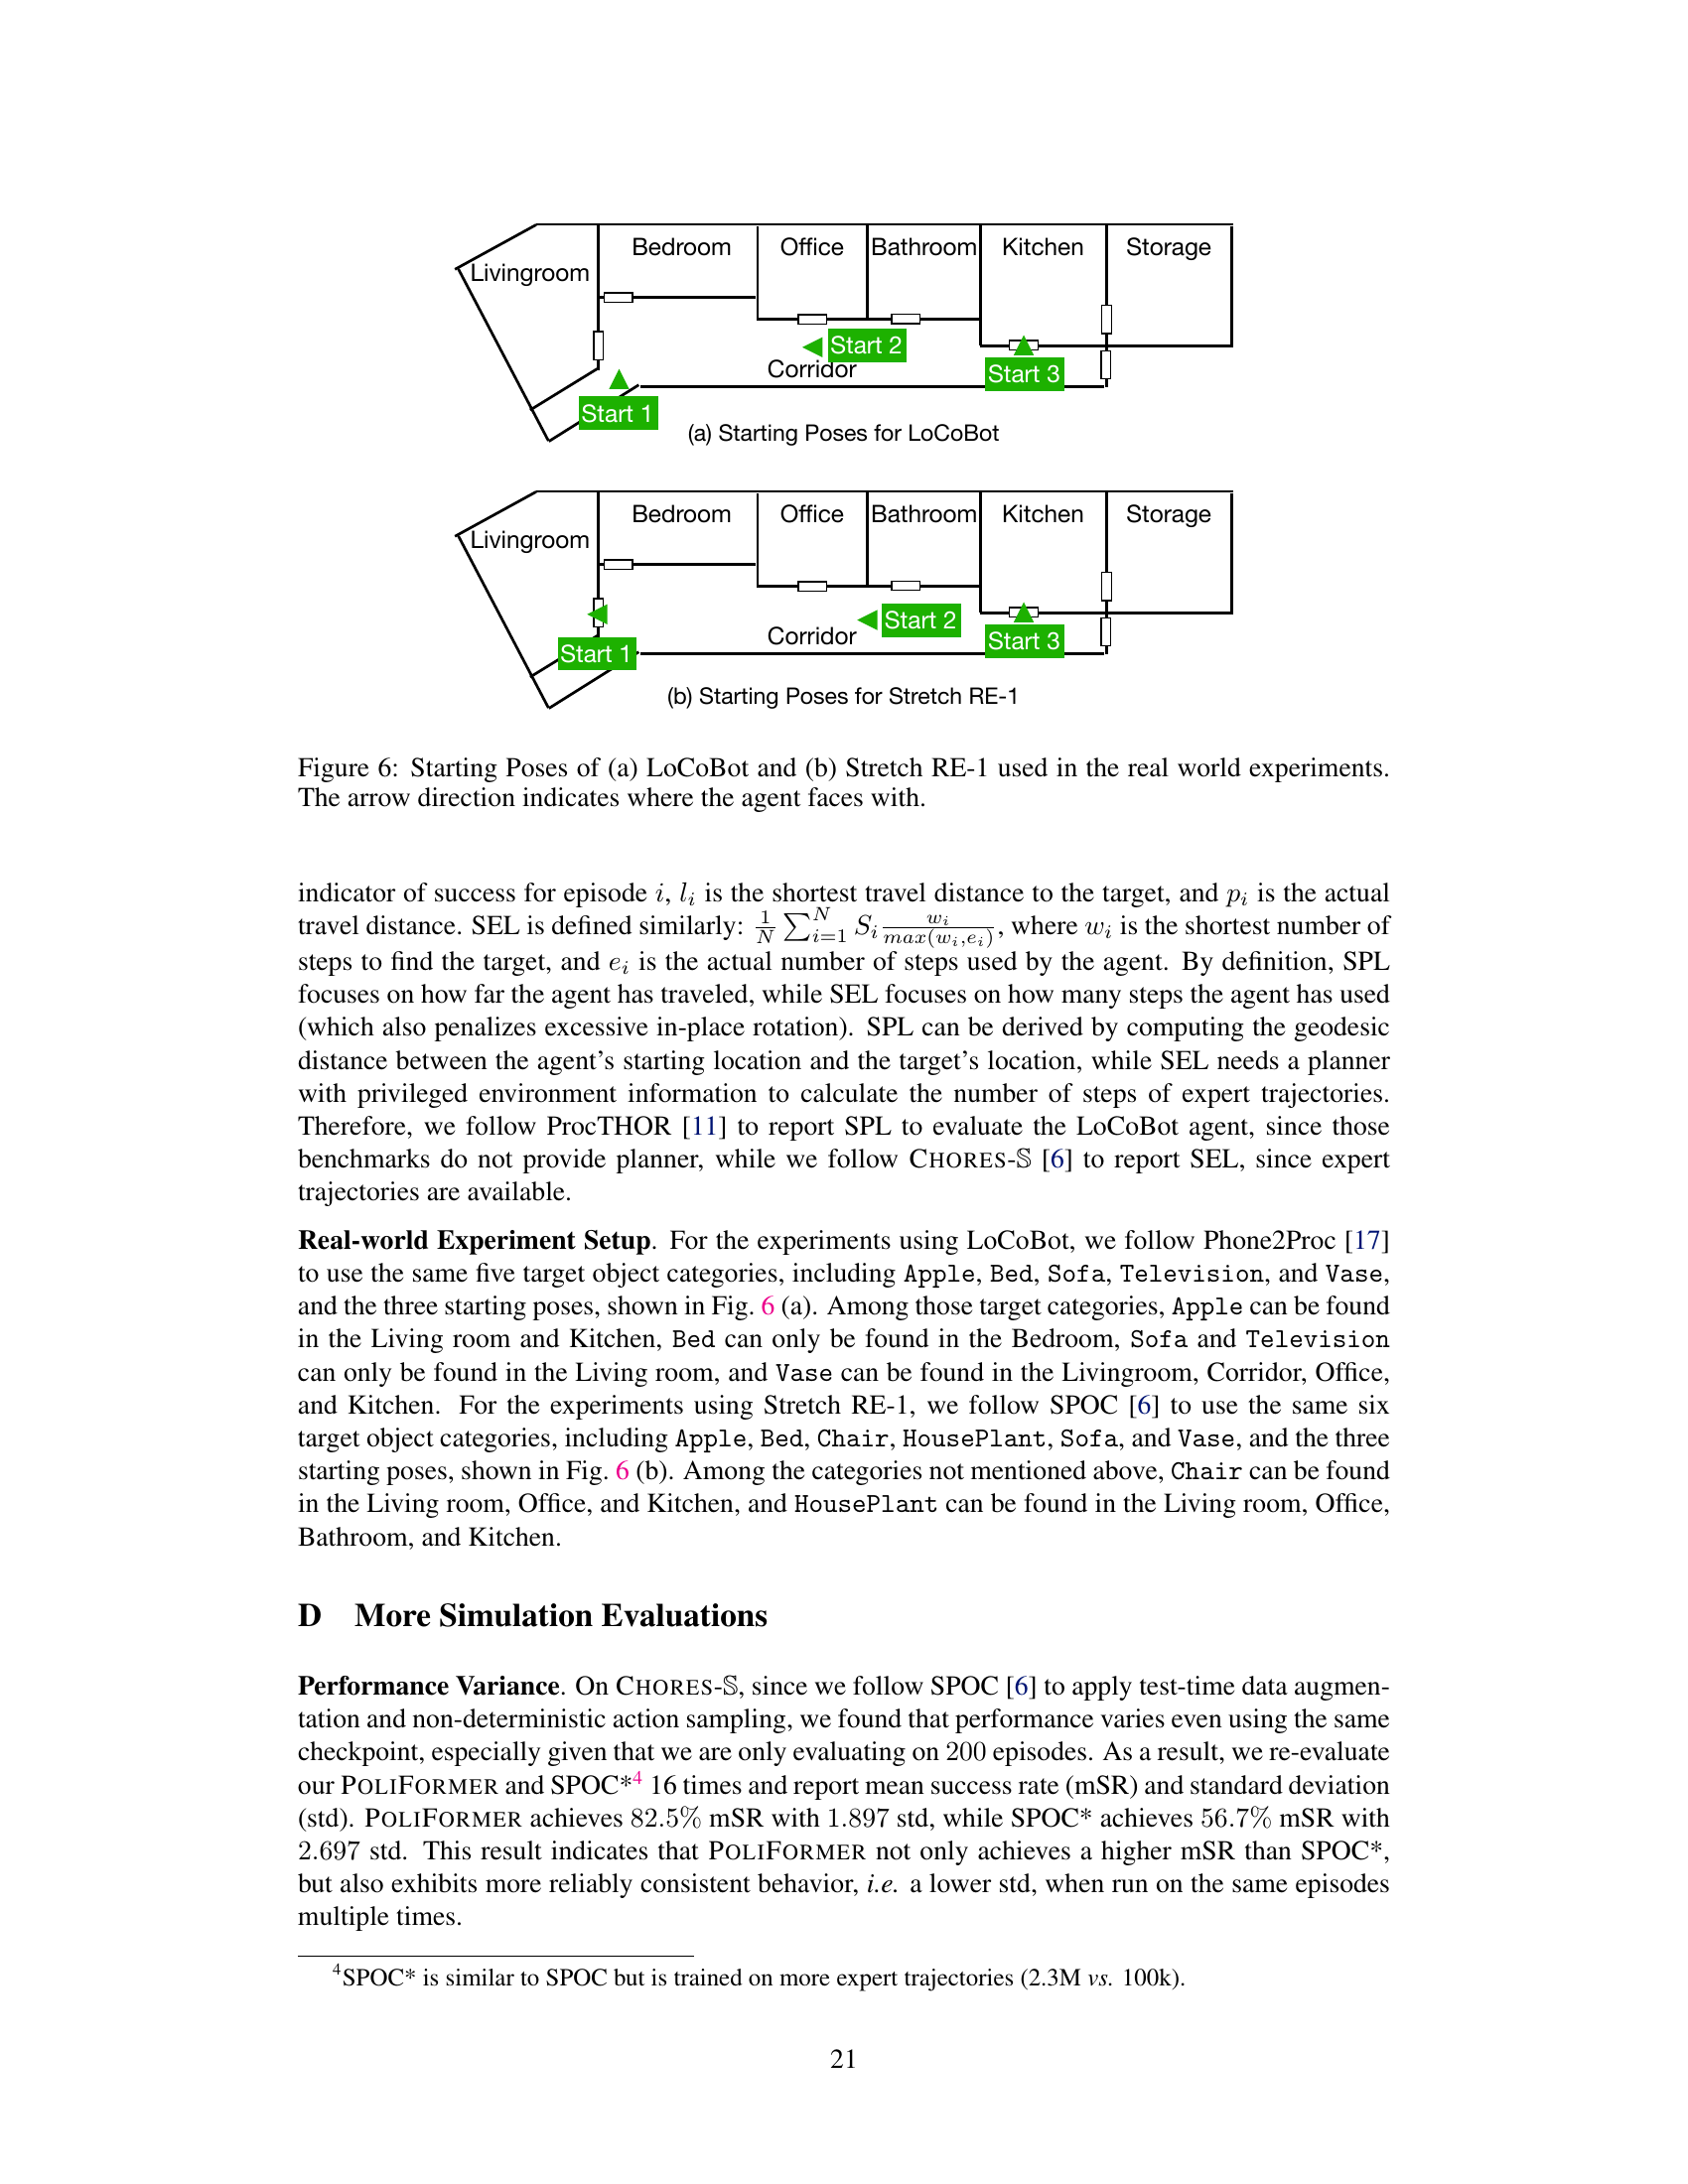 Livingroom
Bedroom
Office
Bathroom
Kitchen
Storage
Start 2
Corridor
Start 3
Start 1
(a) Starting Poses for LoCoBot
Livingroom
Bedroom
Office
Bathroom
Kitchen
Storage
Start 2
Corridor
Start 3
Start 1
(b) Starting Poses for Stretch RE-1
Figure 6: Starting Poses of (a) LoCoBot and (b) Stretch RE-1 used in the real world experiments.
The arrow direction indicates where the agent faces with.
indicator of success for episode i, l_i is the shortest travel distance to the target, and p_i is the actual
travel distance. SEL is defined similarly: \frac{1}{N} \sum_{i=1}^{N} S_i \frac{w_i}{max(w_i,e_i)}, where w_i is the shortest number of
steps to find the target, and e_i is the actual number of steps used by the agent. By definition, SPL
focuses on how far the agent has traveled, while SEL focuses on how many steps the agent has used
(which also penalizes excessive in-place rotation). SPL can be derived by computing the geodesic
distance between the agent's starting location and the target's location, while SEL needs a planner
with privileged environment information to calculate the number of steps of expert trajectories.
Therefore, we follow ProcTHOR [11] to report SPL to evaluate the LoCoBot agent, since those
benchmarks do not provide planner, while we follow CHORES-𝕊 [6] to report SEL, since expert
trajectories are available.
Real-world Experiment Setup. For the experiments using LoCoBot, we follow Phone2Proc [17]
to use the same five target object categories, including Apple, Bed, Sofa, Television, and Vase,
and the three starting poses, shown in Fig. 6 (a). Among those target categories, Apple can be found
in the Living room and Kitchen, Bed can only be found in the Bedroom, Sofa and Television
can only be found in the Living room, and Vase can be found in the Livingroom, Corridor, Office,
and Kitchen. For the experiments using Stretch RE-1, we follow SPOC [6] to use the same six
target object categories, including Apple, Bed, Chair, HousePlant, Sofa, and Vase, and the three
starting poses, shown in Fig. 6 (b). Among the categories not mentioned above, Chair can be found
in the Living room, Office, and Kitchen, and HousePlant can be found in the Living room, Office,
Bathroom, and Kitchen.
D More Simulation Evaluations
Performance Variance. On CHORES-𝕊, since we follow SPOC [6] to apply test-time data augmen-
tation and non-deterministic action sampling, we found that performance varies even using the same
checkpoint, especially given that we are only evaluating on 200 episodes. As a result, we re-evaluate
our POLIFORMER and SPOC*4 16 times and report mean success rate (mSR) and standard deviation
(std). POLIFORMER achieves 82.5% mSR with 1.897 std, while SPOC* achieves 56.7% mSR with
2.697 std. This result indicates that POLIFORMER not only achieves a higher mSR than SPOC*,
but also exhibits more reliably consistent behavior, i.e. a lower std, when run on the same episodes
multiple times.
4SPOC* is similar to SPOC but is trained on more expert trajectories (2.3M vs. 100k).
21